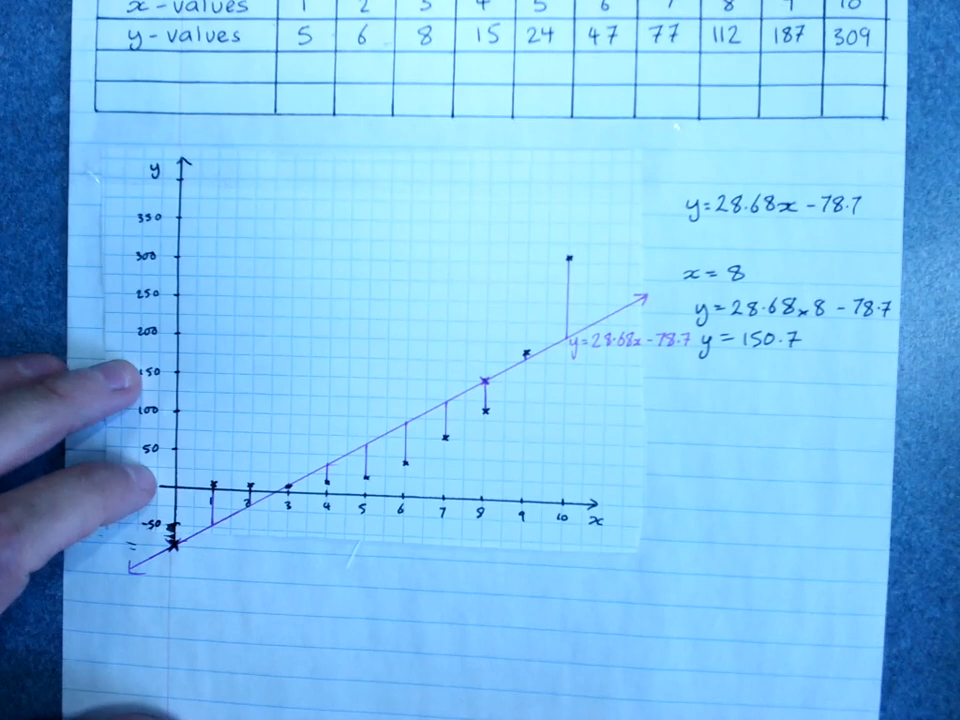 x-values 1 2 3 4 5 6 7 8 9 10
y-values 5 6 8 15 24 47 77 112 187 309
y
350
300
250
200
150
100
50
-50
1 2 3 4 5 6 7 8 9 10 x
y=28.68x-78.7
y=28.68x-78.7
x=8
y=28.68×8-78.7
y=150.7